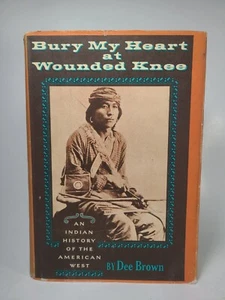 Bury My Heart
at
Wounded Knee
AN
INDIAN
HISTORY
OF THE
AMERICAN
WEST
BY Dee Brown